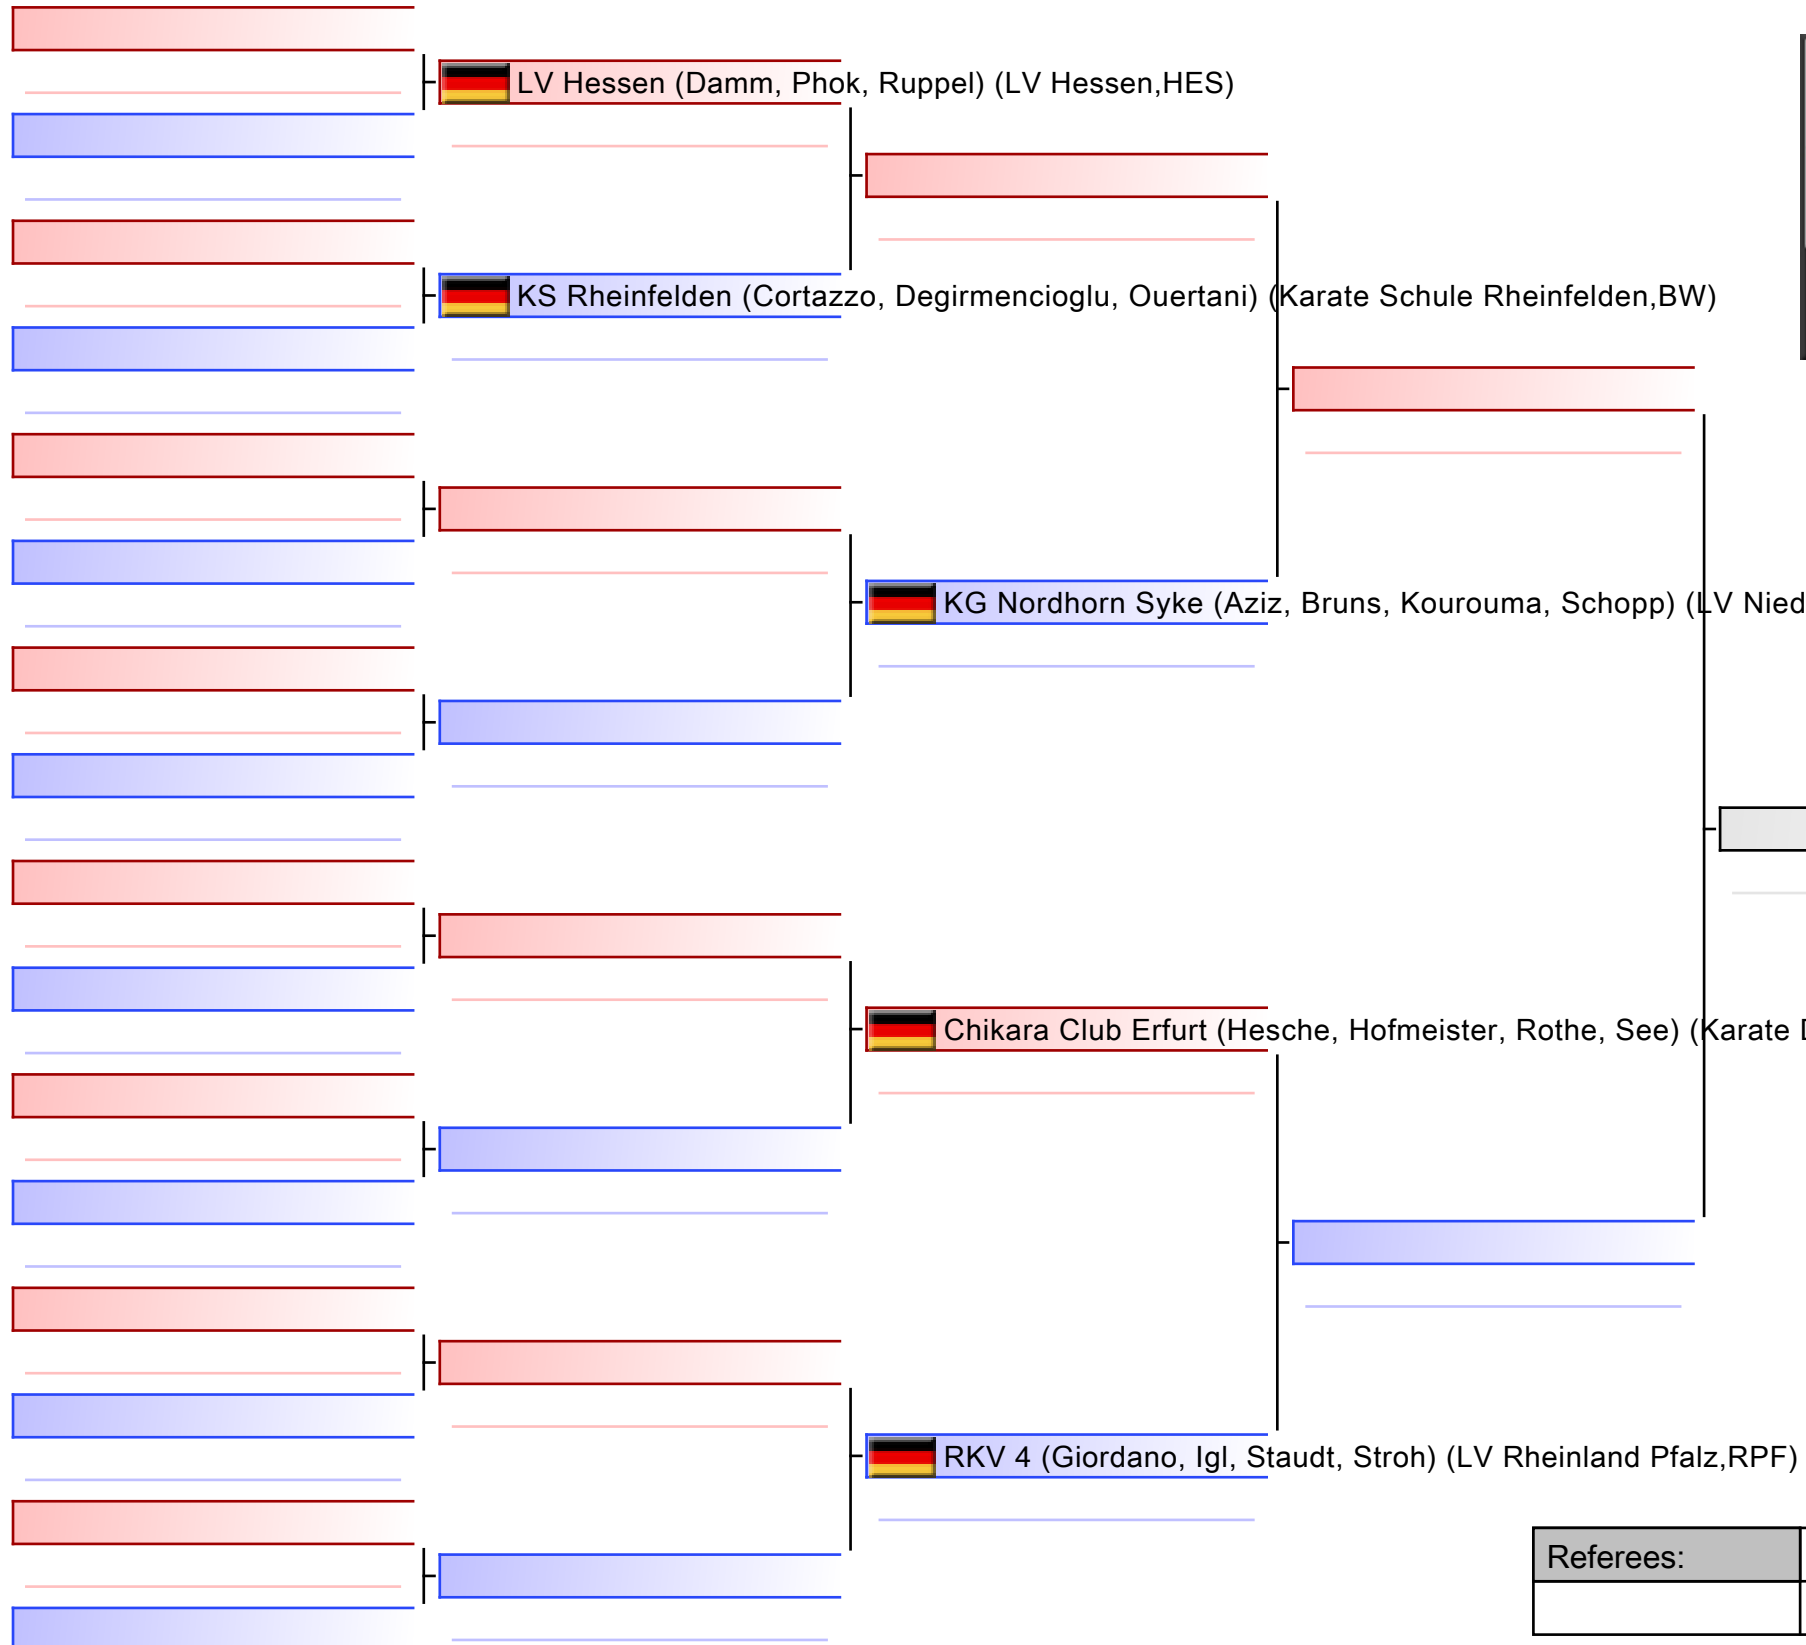 LV Hessen (Damm, Phok, Ruppel) (LV Hessen,HES)
KS Rheinfelden (Cortazzo, Degirmencioglu, Ouertani) (Karate Schule Rheinfelden,BW)
KG Nordhorn Syke (Aziz, Bruns, Kourouma, Schopp) (LV Nied
Chikara Club Erfurt (Hesche, Hofmeister, Rothe, See) (Karate
RKV 4 (Giordano, Igl, Staudt, Stroh) (LV Rheinland Pfalz,RPF)
Referees: